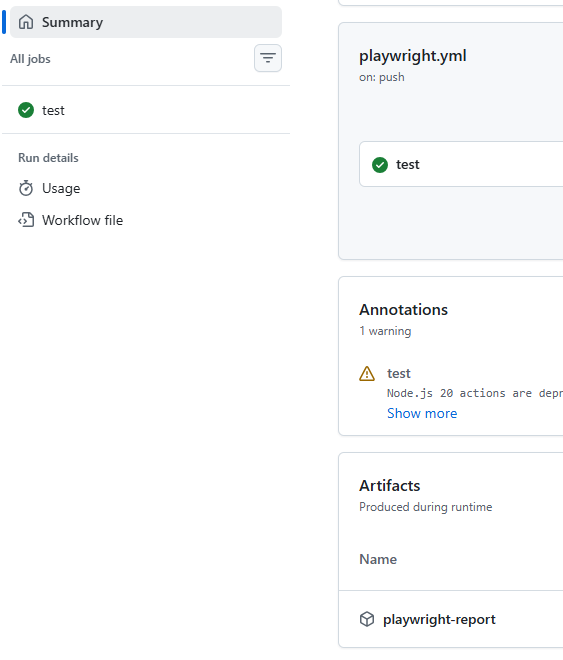 Summary
All jobs
test
Run details
Usage
Workflow file
playwright.yml
on: push
test
Annotations
1 warning
test
Node.js 20 actions are
Show more
Artifacts
Produced during runtime
Name
playwright-report